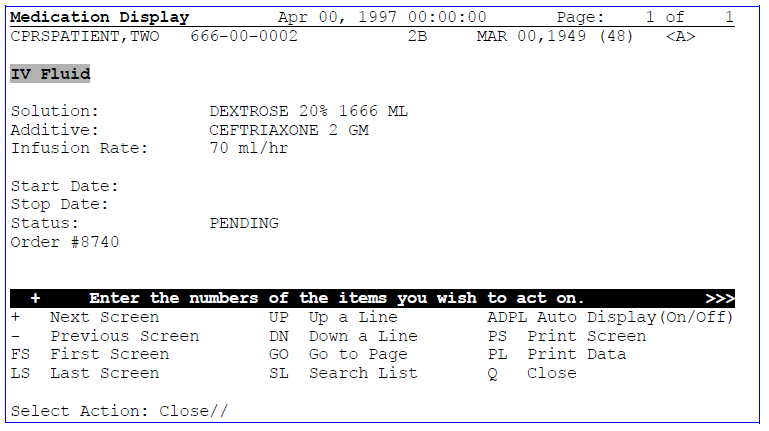 Medication Display         Apr 00, 1997 00:00:00       Page:    1 of    1
CPRSPATIENT,TWO   666-00-0002           2B     MAR 00,1949 (48)   <A>
IV Fluid
Solution:           DEXTROSE 20% 1666 ML
Additive:           CEFTRIAXONE 2 GM
Infusion Rate:      70 ml/hr
Start Date:
Stop Date:
Status:             PENDING
Order #8740
+     Enter the numbers of the items you wish to act on.            >>>
+   Next Screen           UP  Up a Line         ADPL Auto Display(On/Off)
-   Previous Screen       DN  Down a Line       PS  Print Screen
FS  First Screen          GO  Go to Page        PL  Print Data
LS  Last Screen           SL  Search List       Q   Close
Select Action: Close//